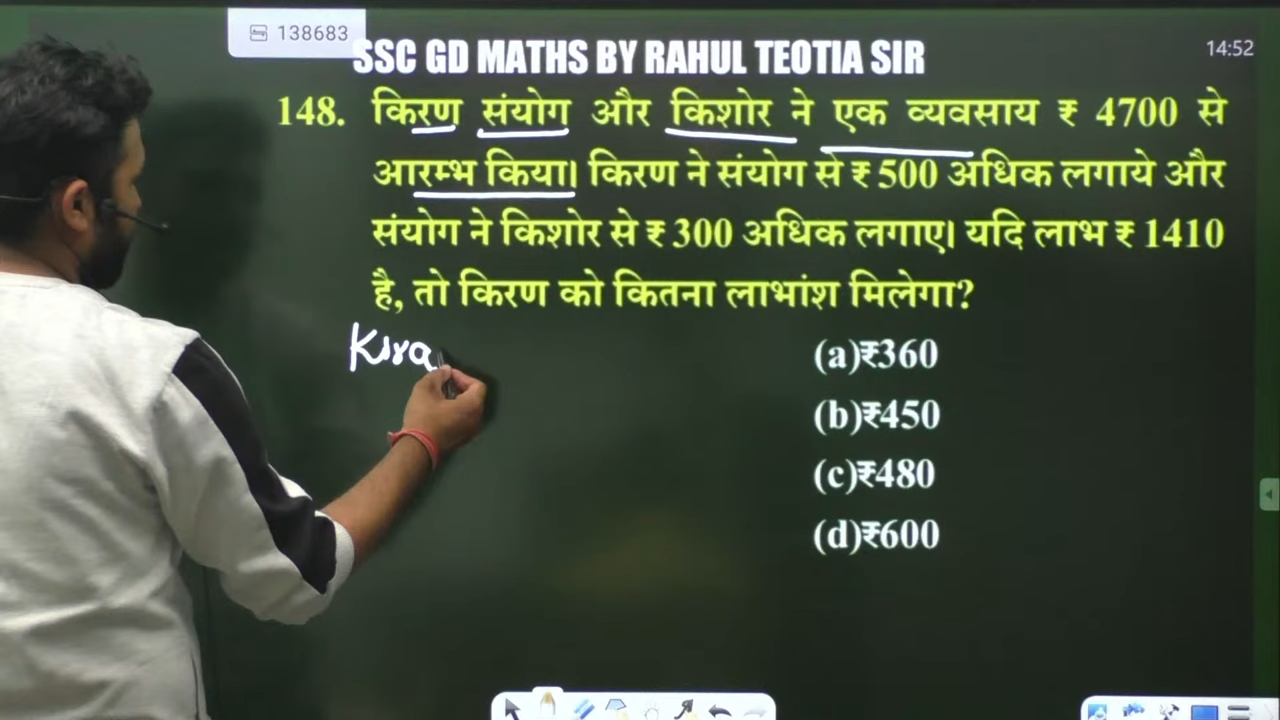 138683
SSC GD MATHS BY RAHUL TEOTIA SIR
14:52
148. किरण संयोग और किशोर ने एक व्यवसाय ₹ 4700 से
आरम्भ किया। किरण ने संयोग से ₹ 500 अधिक लगाये और
संयोग ने किशोर से ₹ 300 अधिक लगाए। यदि लाभ ₹ 1410
है, तो किरण को कितना लाभांश मिलेगा?
Kira
(a)₹360
(b)₹450
(c)₹480
(d)₹600